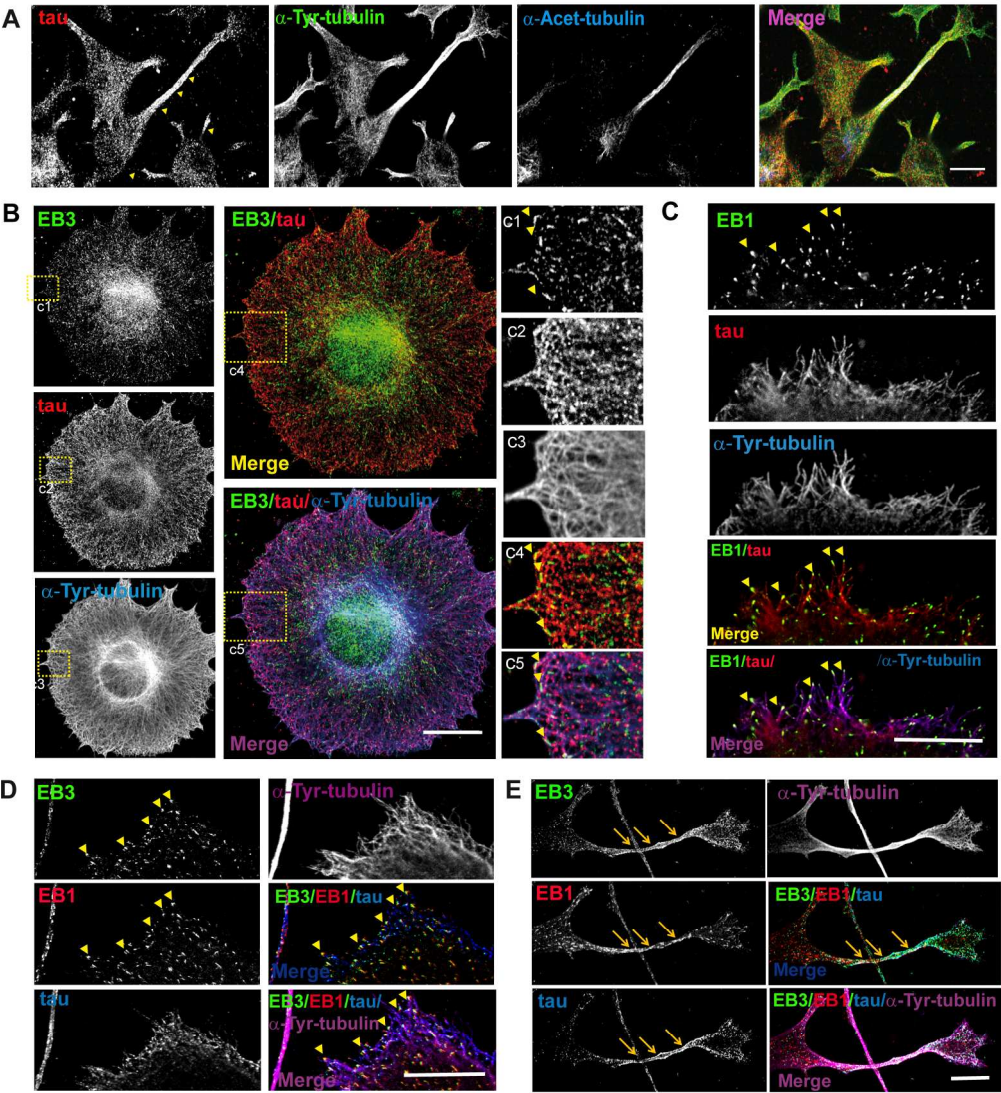 A
tau
α-Tyr-tubulin
α-Acet-tubulin
Merge
B
EB3
c1
tau
c2
α-Tyr-tubulin
c3
EB3/tau
c4
Merge
EB3/tau/α-Tyr-tubulin
c5
Merge
c1
c2
c3
c4
c5
C
EB1
tau
α-Tyr-tubulin
EB1/tau
Merge
EB1/tau/ /α-Tyr-tubulin
Merge
D
EB3
α-Tyr-tubulin
EB1
EB3/EB1/tau
Merge
tau
EB3/EB1/tau/
α-Tyr-tubulin
Merge
E
EB3
α-Tyr-tubulin
EB1
EB3/EB1/tau
Merge
tau
EB3/EB1/tau/α-Tyr-tubulin
Merge